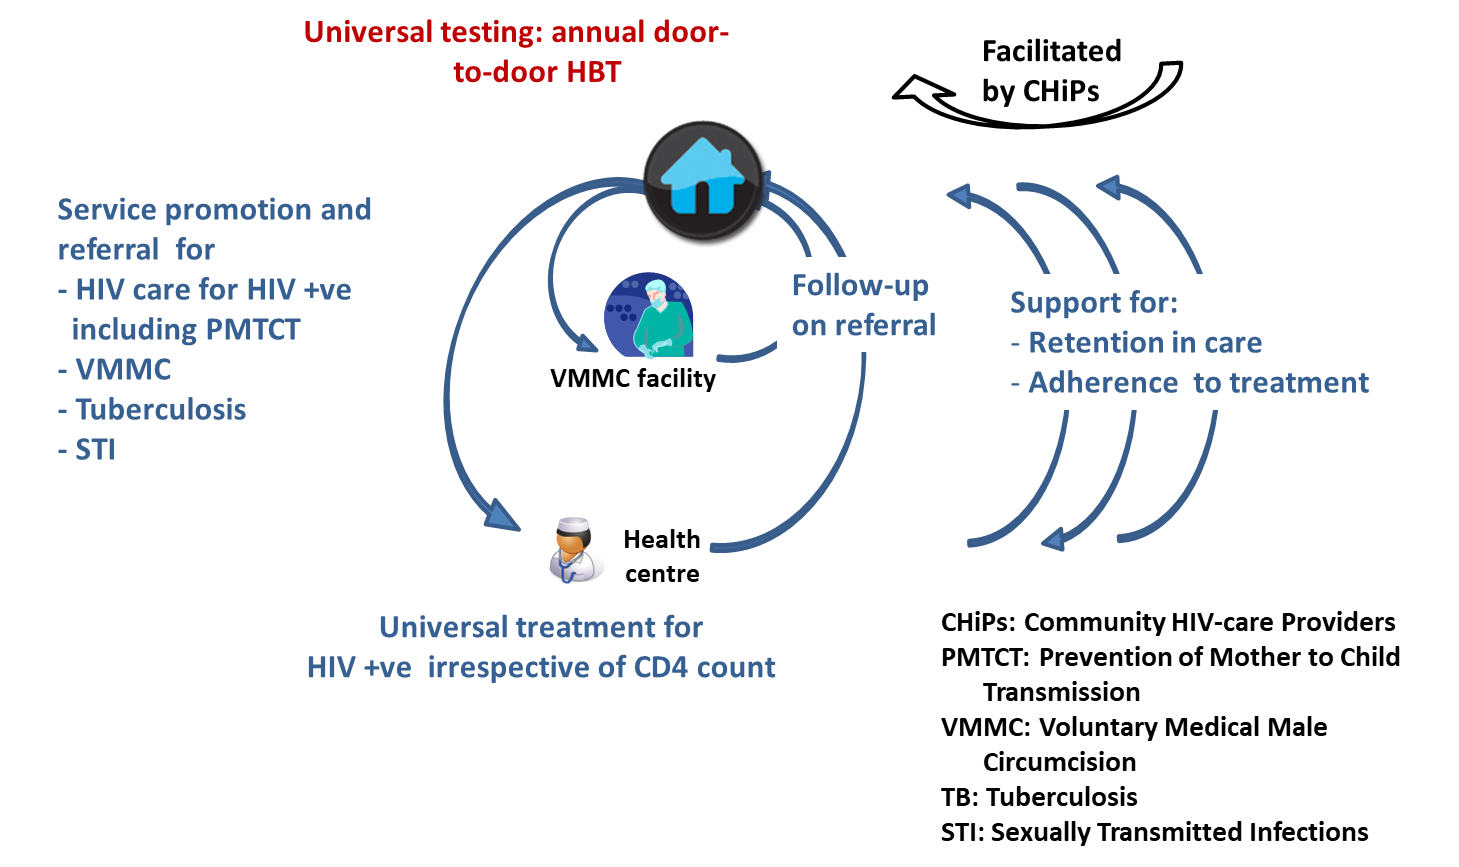 Universal testing: annual door-
to-door HBT
Facilitated
by CHiPs
Service promotion and
referral for
- HIV care for HIV +ve
including PMTCT
- VMMC
- Tuberculosis
- STI
VMMC facility
Follow-up
on referral
Support for:
- Retention in care
- Adherence to treatment
Health
centre
Universal treatment for
HIV +ve irrespective of CD4 count
CHiPs: Community HIV-care Providers
PMTCT: Prevention of Mother to Child
Transmission
VMMC: Voluntary Medical Male
Circumcision
TB: Tuberculosis
STI: Sexually Transmitted Infections